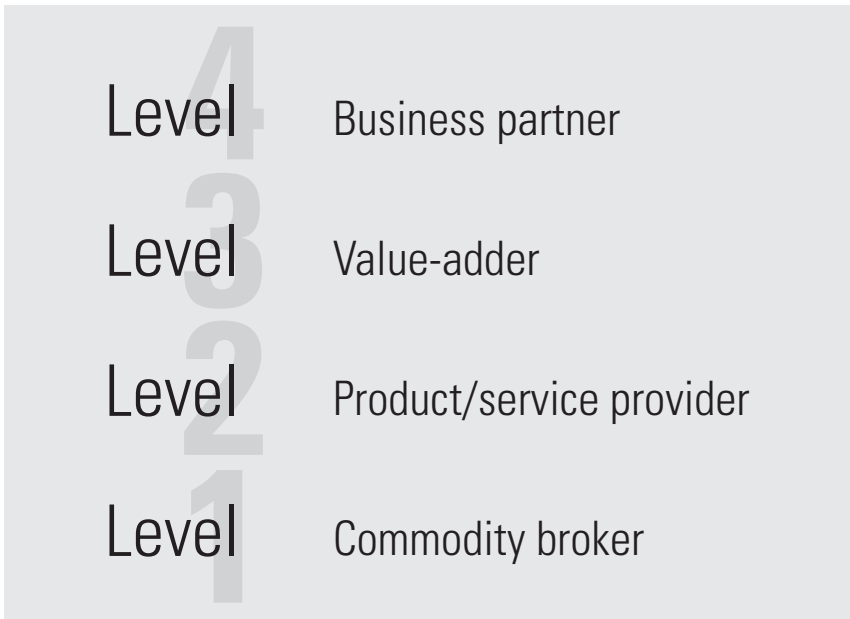 Level 4 Business partner
Level 3 Value-adder
Level 2 Product/service provider
Level 1 Commodity broker